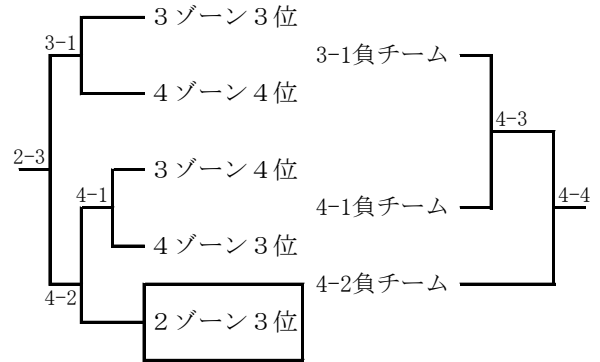 ３ゾーン３位
3-1
４ゾーン４位
2-3
３ゾーン４位
4-1
４ゾーン３位
4-2
２ゾーン３位
3-1負チーム
4-3
4-1負チーム
4-4
4-2負チーム